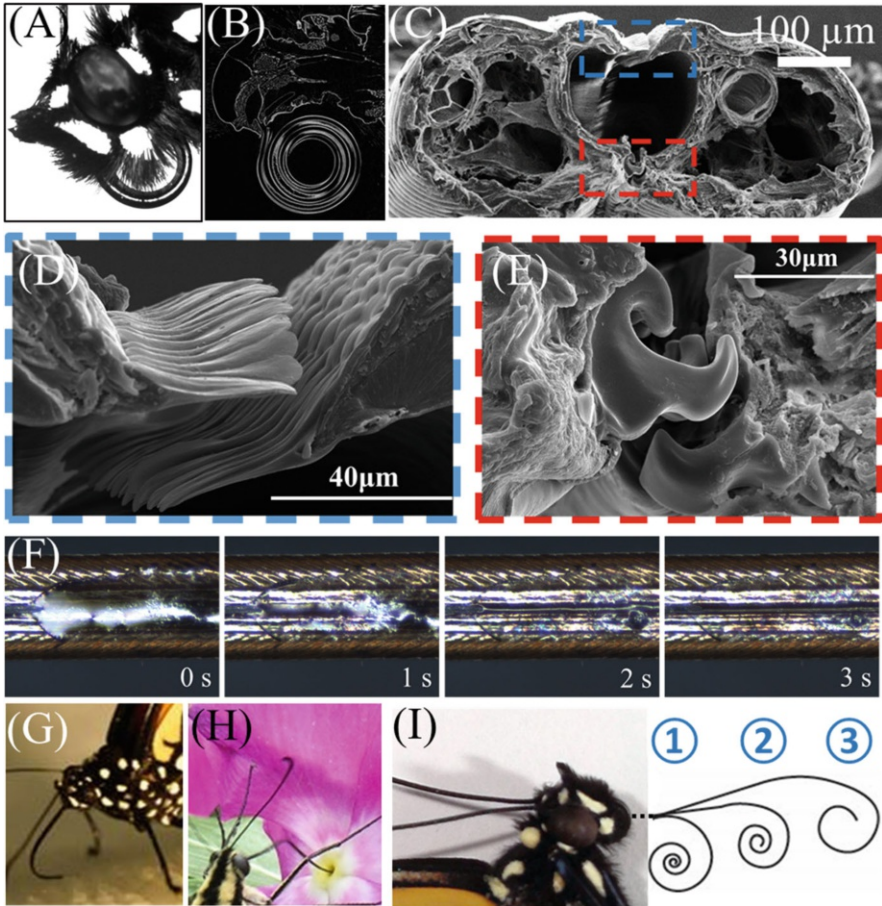 (A)
(B)
(C)
100 µm
(D)
40µm
(E)
30µm
(F)
0 s
1 s
2 s
3 s
(G)
(H)
(I)
① ② ③